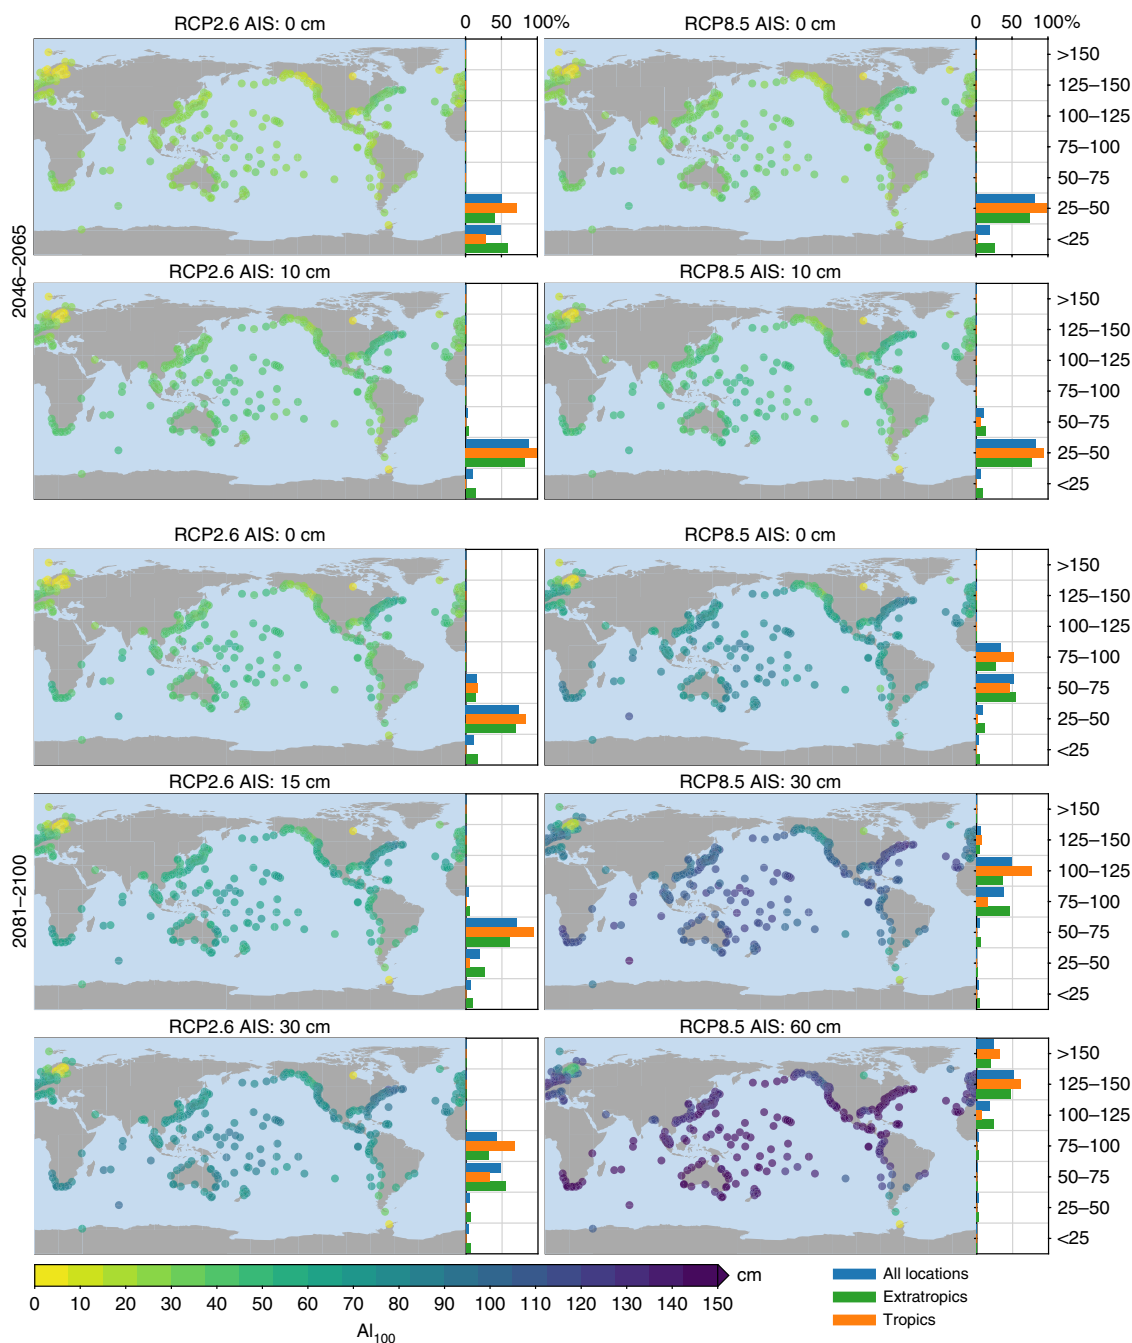 RCP2.6 AIS: 0 cm
0 50 100%
RCP8.5 AIS: 0 cm
0 50 100%
>150
125–150
100–125
75–100
50–75
25–50
<25
2046–2065
RCP2.6 AIS: 10 cm
RCP8.5 AIS: 10 cm
>150
125–150
100–125
75–100
50–75
25–50
<25
RCP2.6 AIS: 0 cm
RCP8.5 AIS: 0 cm
>150
125–150
100–125
75–100
50–75
25–50
<25
2081–2100
RCP2.6 AIS: 15 cm
RCP8.5 AIS: 30 cm
>150
125–150
100–125
75–100
50–75
25–50
<25
RCP2.6 AIS: 30 cm
RCP8.5 AIS: 60 cm
>150
125–150
100–125
75–100
50–75
25–50
<25
cm
0 10 20 30 40 50 60 70 80 90 100 110 120 130 140 150
AI100
All locations
Extratropics
Tropics